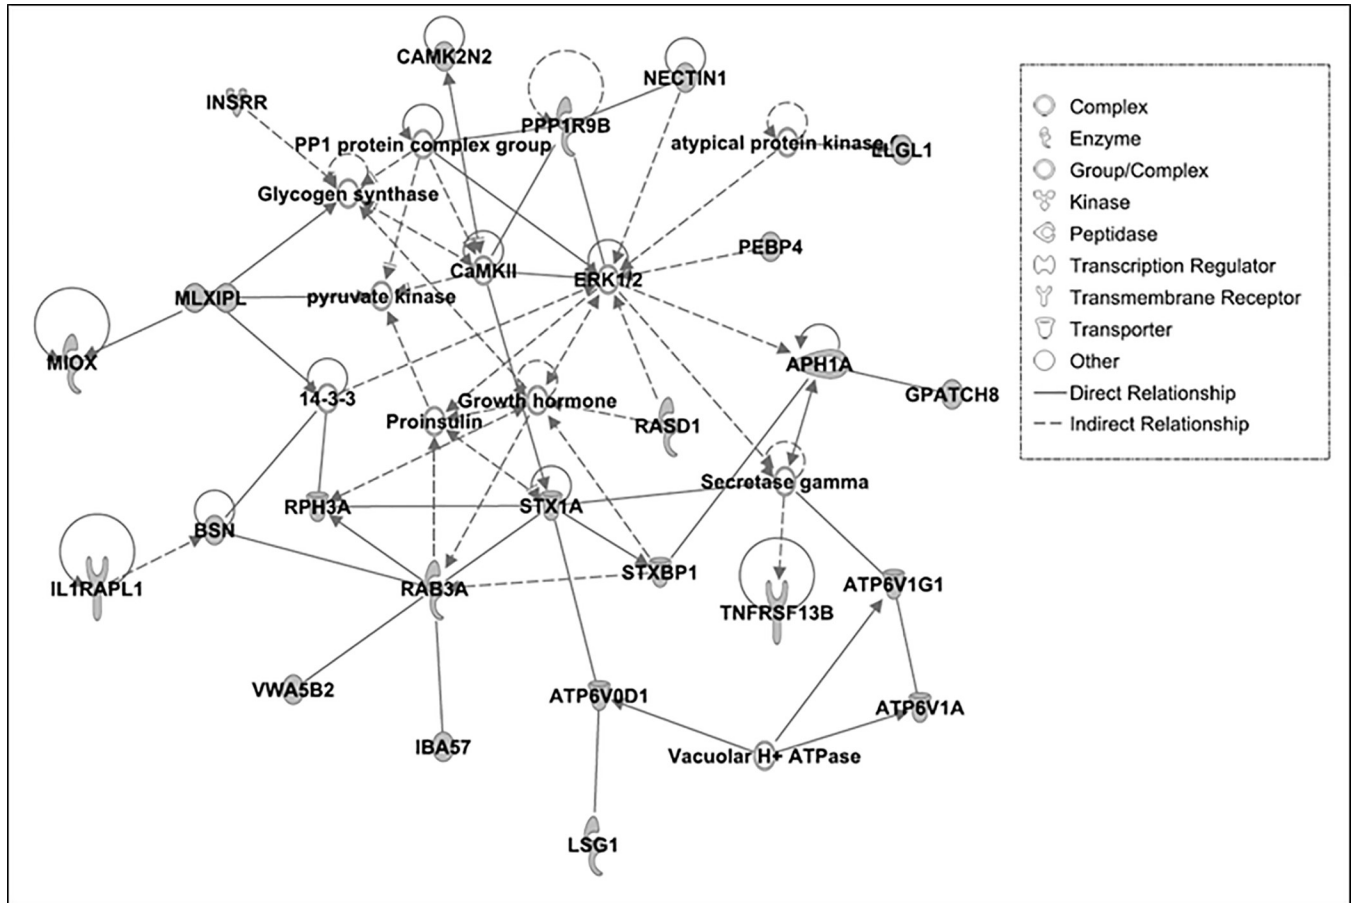 CAMK2N2
NECTIN1
INSRR
PPP1R9B
PP1 protein complex group
atypical protein kinase
LLGL1
Glycogen synthase
PEBP4
CaMKII
ERK1/2
MLXIPL
pyruvate kinase
MIOX
APH1A
GPATCH8
14-3-3
Growth hormone
Proinsulin
RASD1
Secretase gamma
RPH3A
STX1A
BSN
STXBP1
IL1RAPL1
RAB3A
ATP6V1G1
TNFRSF13B
VWA5B2
ATP6V0D1
ATP6V1A
IBA57
Vacuolar H+ ATPase
LSG1
Complex
Enzyme
Group/Complex
Kinase
Peptidase
Transcription Regulator
Transmembrane Receptor
Transporter
Other
Direct Relationship
Indirect Relationship